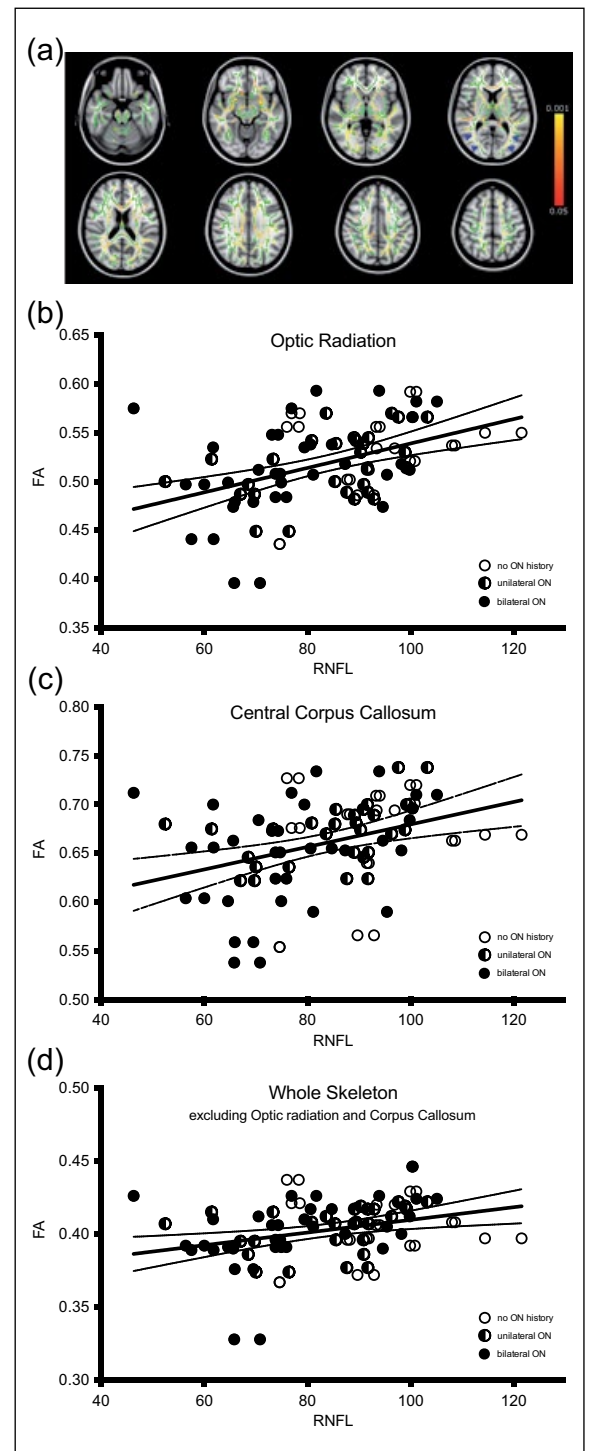 (a)
0.001
0.05
(b)
Optic Radiation
0.65
0.60
0.55
0.50
0.45
0.40
0.35
FA
40 60 80 100 120
RNFL
no ON history
unilateral ON
bilateral ON
(c)
Central Corpus Callosum
0.80
0.75
0.70
0.65
0.60
0.55
0.50
FA
40 60 80 100 120
RNFL
no ON history
unilateral ON
bilateral ON
(d)
Whole Skeleton
excluding Optic radiation and Corpus Callosum
0.50
0.45
0.40
0.35
0.30
FA
40 60 80 100 120
RNFL
no ON history
unilateral ON
bilateral ON